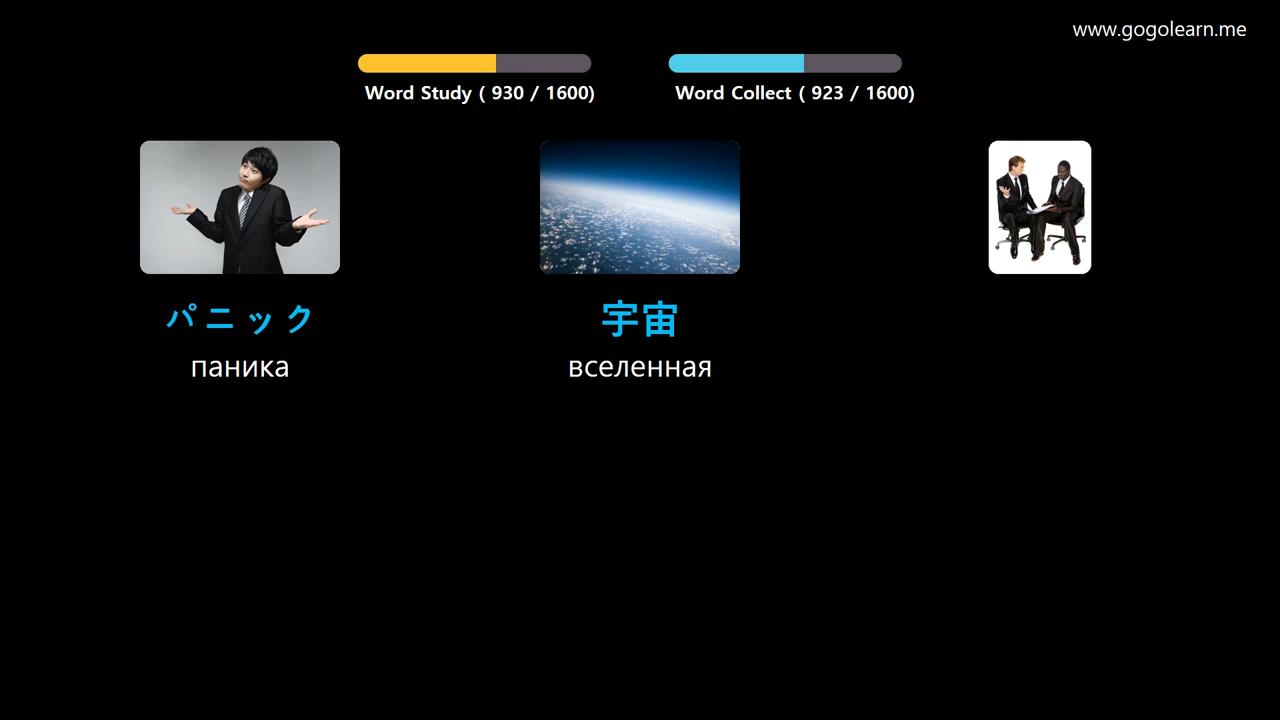 www.gogolearn.me
Word Study ( 930 / 1600)
Word Collect ( 923 / 1600)
パニック
宇宙
паника
вселенная